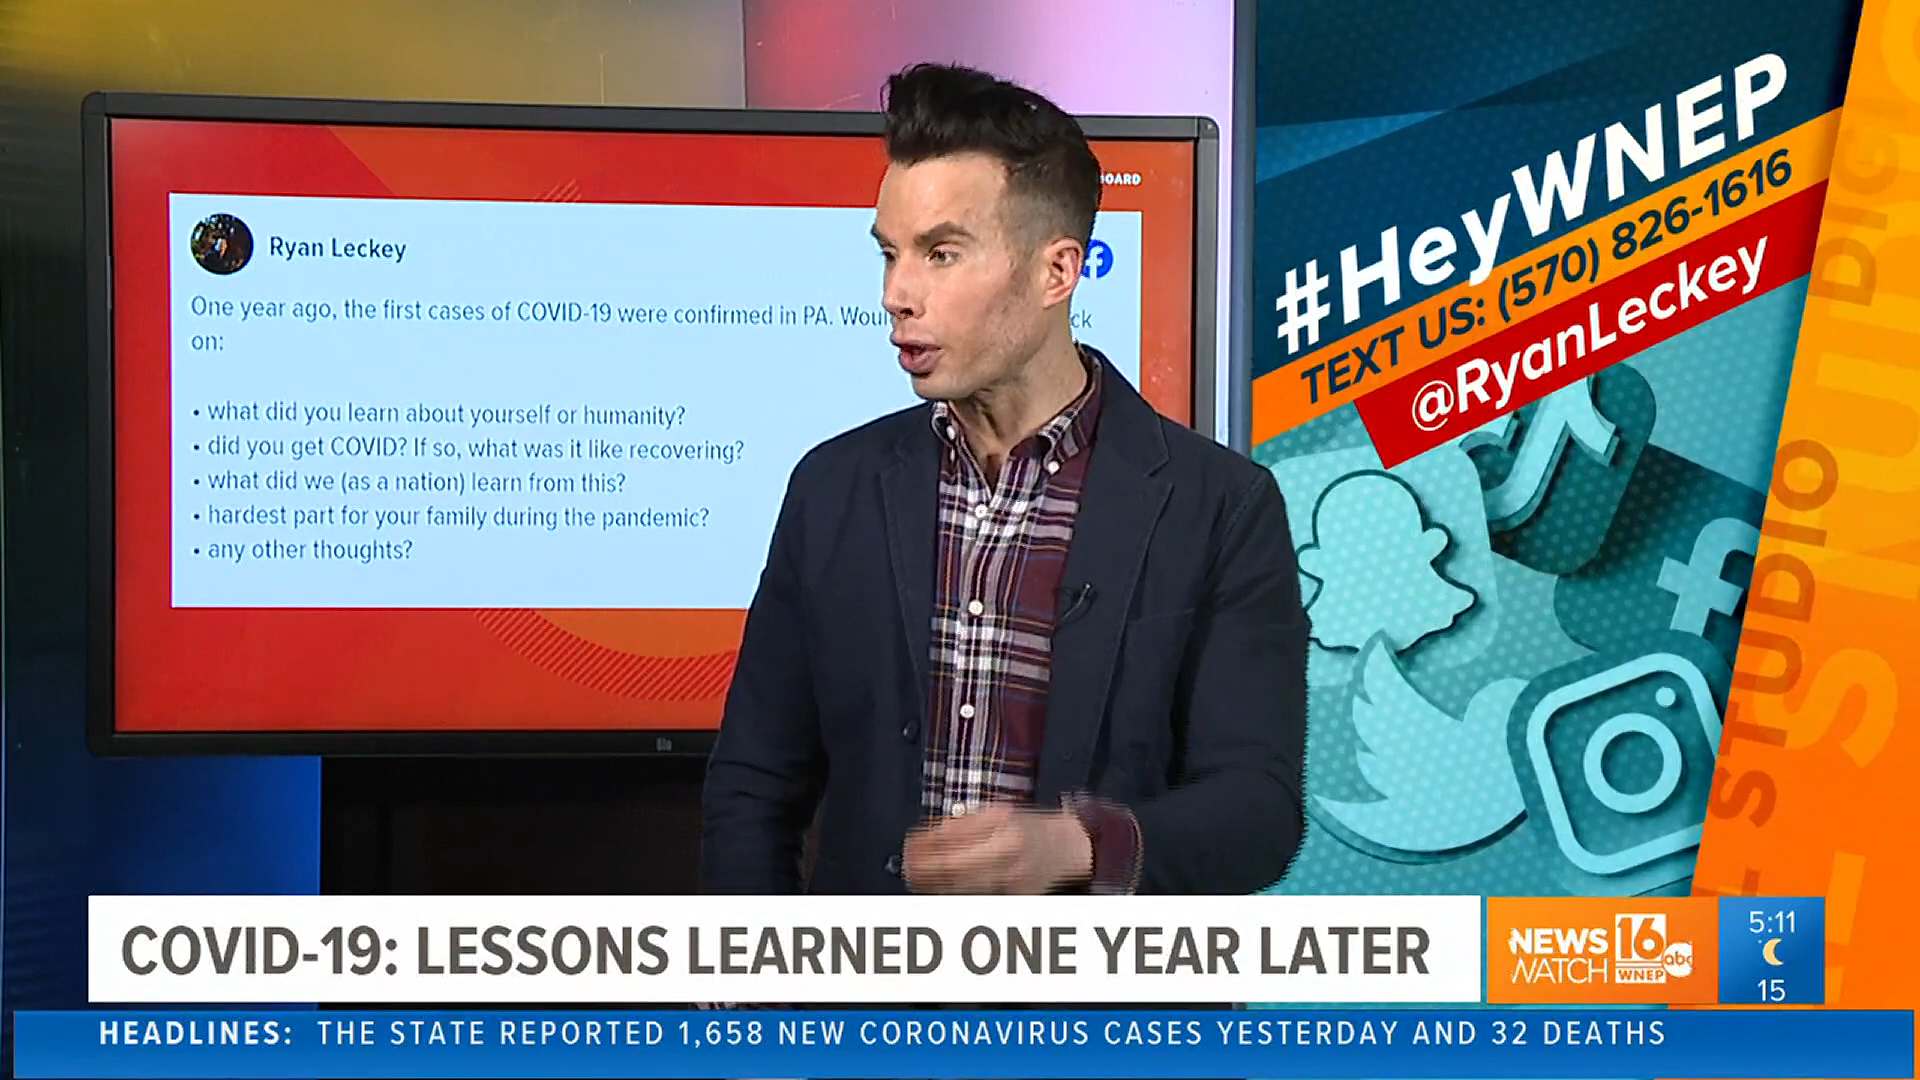 OARD
Ryan Leckey
One year ago, the first cases of COVID-19 were confirmed in PA.
on:
• what did you learn about yourself or humanity?
• did you get COVID? If so, what was it like recovering?
• what did we (as a nation) learn from this?
• hardest part for your family during the pandemic?
• any other thoughts?
#HeyWNEP
TEXT US: (570) 826-1616
@RyanLeckey
STUDIO
COVID-19: LESSONS LEARNED ONE YEAR LATER
NEWS
WATCH
16
WNEP
abc
5:11
15
HEADLINES: THE STATE REPORTED 1,658 NEW CORONAVIRUS CASES YESTERDAY AND 32 DEATHS